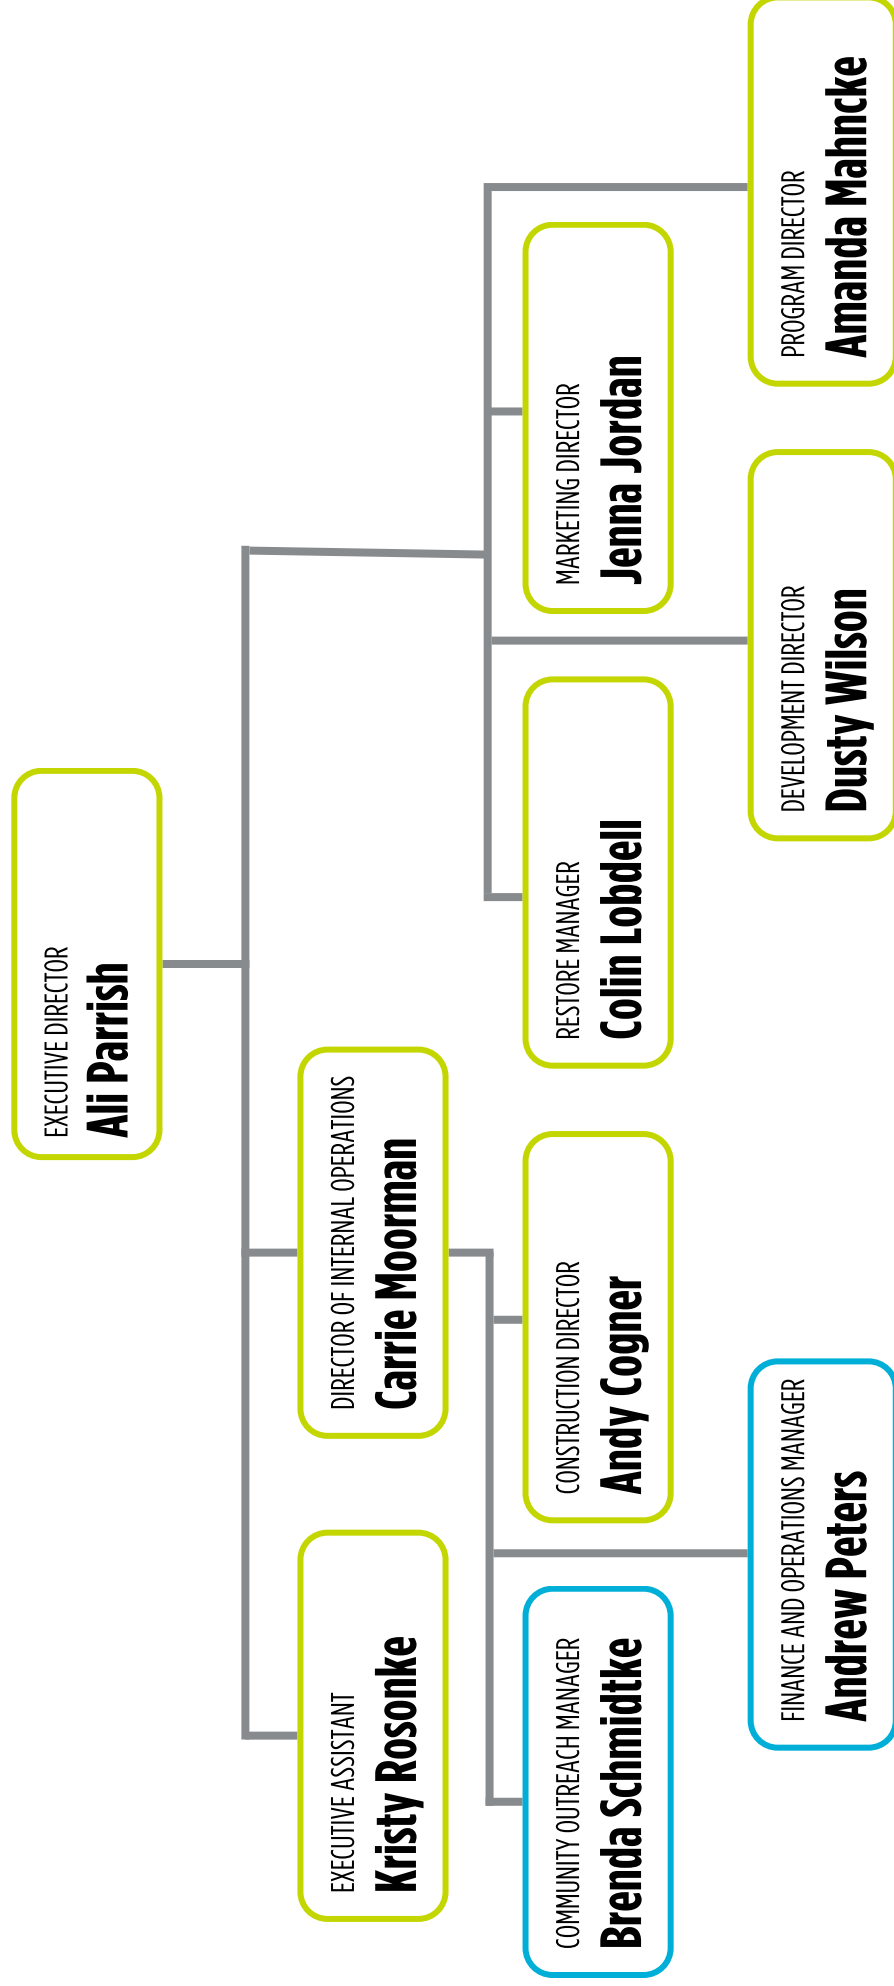 EXECUTIVE DIRECTOR
Ali Parrish
EXECUTIVE ASSISTANT
Kristy Rosonke
DIRECTOR OF INTERNAL OPERATIONS
Carrie Moorman
COMMUNITY OUTREACH MANAGER
Brenda Schmidtke
CONSTRUCTION DIRECTOR
Andy Cogner
RESTORE MANAGER
Colin Lobdell
MARKETING DIRECTOR
Jenna Jordan
FINANCE AND OPERATIONS MANAGER
Andrew Peters
DEVELOPMENT DIRECTOR
Dusty Wilson
PROGRAM DIRECTOR
Amanda Mahncke